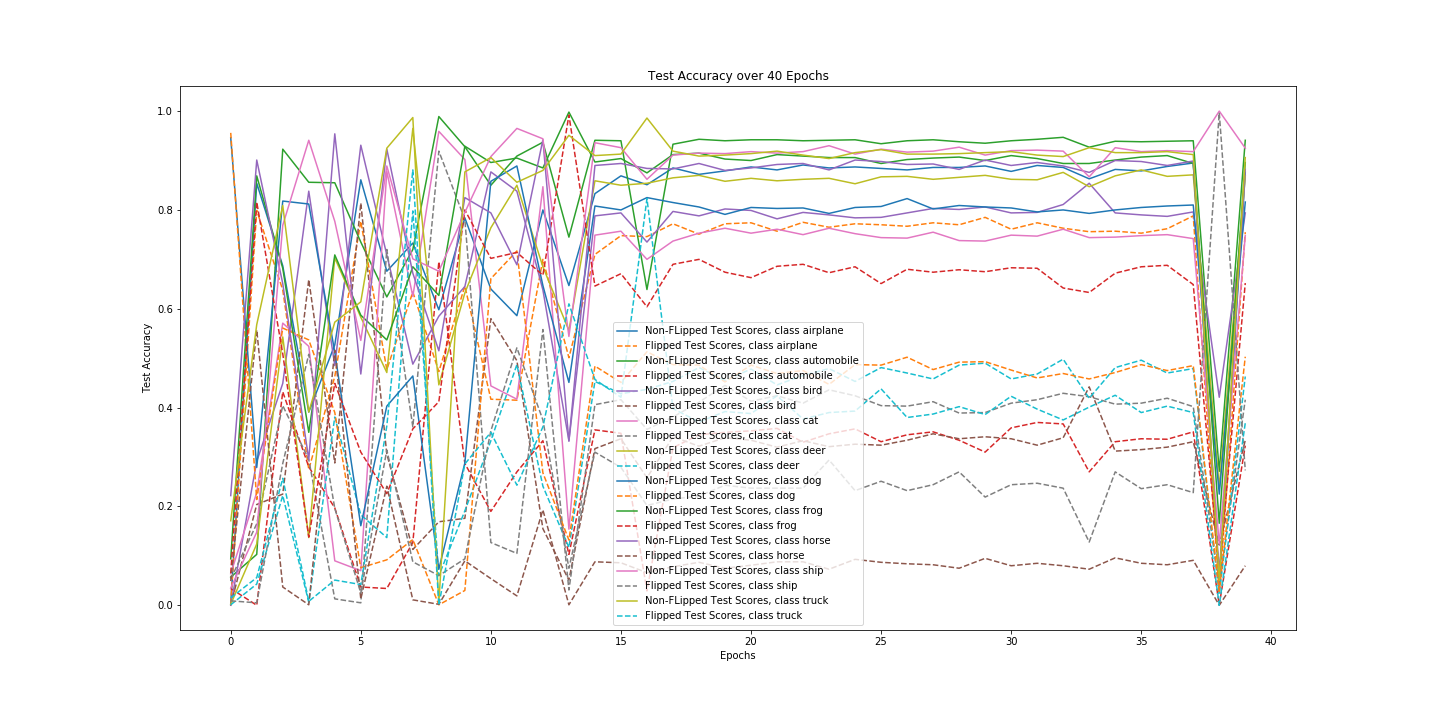 Test Accuracy over 40 Epochs
Test Accuracy
1.0
0.8
0.6
0.4
0.2
0.0
Non-FLipped Test Scores, class airplane
Flipped Test Scores, class airplane
Non-FLipped Test Scores, class automobile
Flipped Test Scores, class automobile
Non-FLipped Test Scores, class bird
Flipped Test Scores, class bird
Non-FLipped Test Scores, class cat
Flipped Test Scores, class cat
Non-FLipped Test Scores, class deer
Flipped Test Scores, class deer
Non-FLipped Test Scores, class dog
Flipped Test Scores, class dog
Non-FLipped Test Scores, class frog
Flipped Test Scores, class frog
Non-FLipped Test Scores, class horse
Flipped Test Scores, class horse
Non-FLipped Test Scores, class ship
Flipped Test Scores, class ship
Non-FLipped Test Scores, class truck
Flipped Test Scores, class truck
0 5 10 15 20 25 30 35 40
Epochs